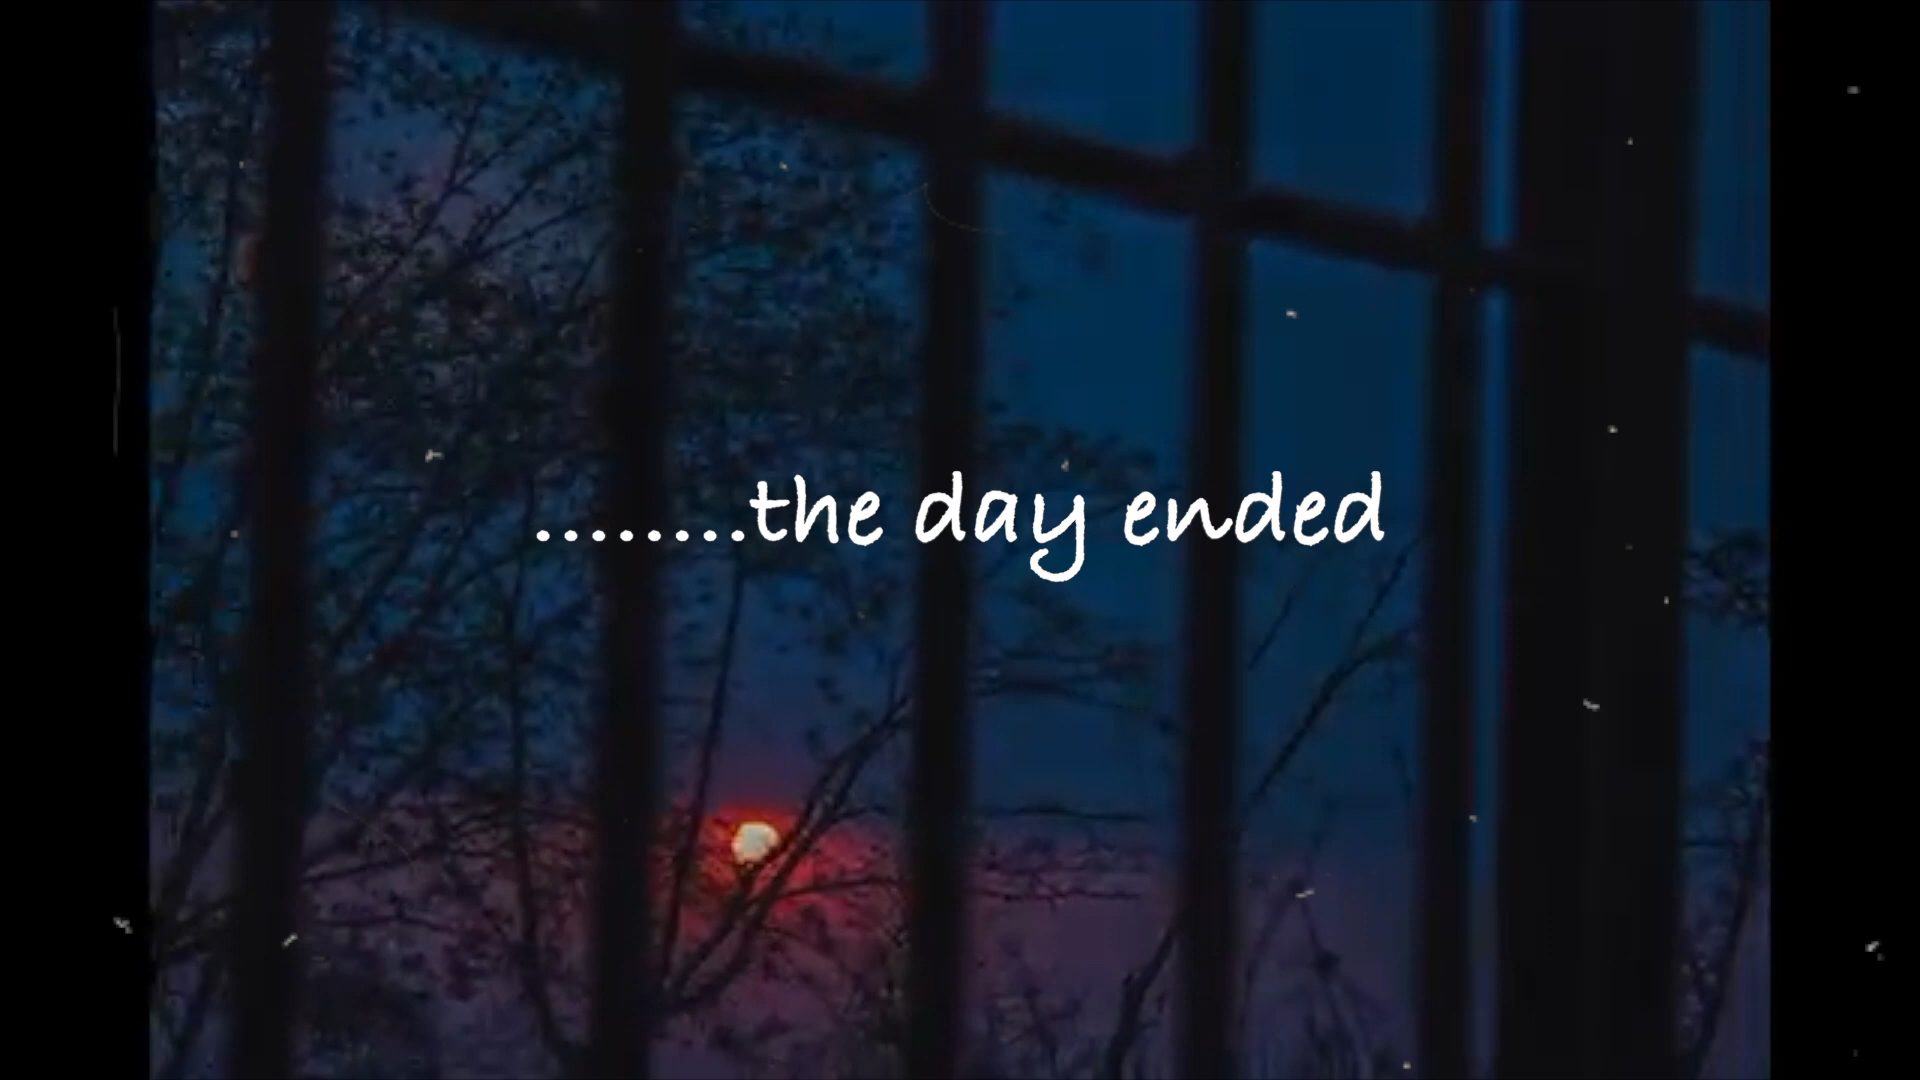 ........the day ended